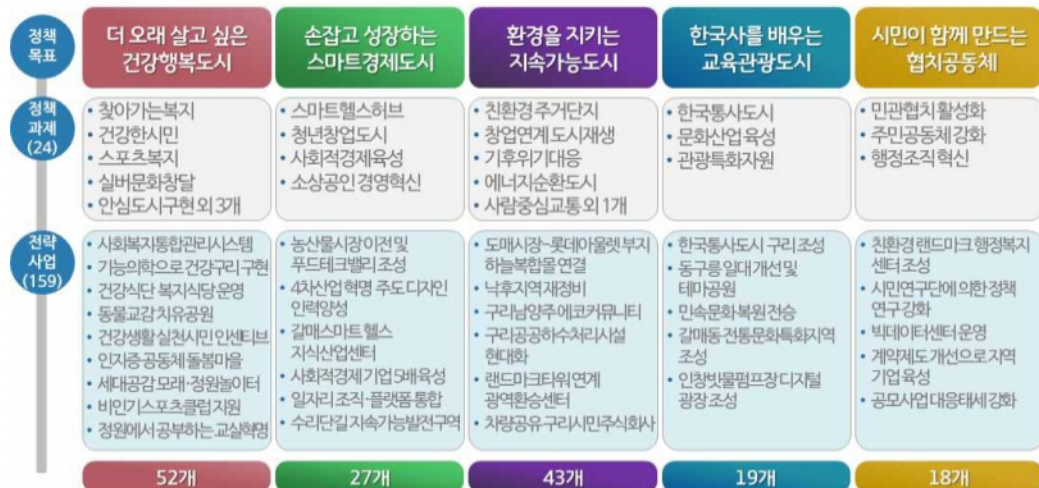 정책
목표
더 오래 살고 싶은
건강행복도시
손잡고 성장하는
스마트경제도시
환경을 지키는
지속가능도시
한국사를 배우는
교육관광도시
시민이 함께 만드는
협치공동체
정책
과제
(24)
• 찾아가는복지
• 건강한시민
• 스포츠복지
• 실버문화창달
• 안심도시구현 외 3개
• 스마트헬스허브
• 청년창업도시
• 사회적경제육성
• 소상공인 경영혁신
• 친환경 주거단지
• 창업연계 도시재생
• 기후위기대응
• 에너지순환도시
• 사람중심교통 외 1개
• 한국통사도시
• 문화산업 육성
• 관광특화자원
• 민관협치 활성화
• 주민공동체 강화
• 행정조직 혁신
전략
사업
(159)
• 사회복지통합관리시스템
• 기능의학으로 건강구리 구현
• 건강식단 복지식당 운영
• 동물교감 치유공원
• 건강생활 실천시민 인센티브
• 인지증 공동체 돌봄마을
• 세대공감 모래·정원놀이터
• 비인기스포츠클럽 지원
• 정원에서 공부하는 교실혁명
• 농산물시장 이전 및
푸드테크밸리 조성
• 4차산업 혁명 주도 디자인
인력양성
• 갈매스마트 헬스
지식산업센터
• 사회적경제 기업 5배육성
• 일자리 조직-플랫폼 통합
• 수리단길 지속가능발전구역
• 도매시장~롯데아울렛 부지
하늘복합몰 연결
• 낙후지역 재정비
• 구리남양주 에코커뮤니티
• 구리공공하수처리시설
현대화
• 랜드마크타워 연계
광역환승센터
• 차량공유 구리시민주식회사
• 한국통사도시 구리 조성
• 동구릉 일대 개선 및
테마공원
• 민속문화 복원 전승
• 갈매동 전통문화특화지역
조성
• 인창빗물펌프장 디지털
광장 조성
• 친환경 랜드마크 행정복지
센터 조성
• 시민연구단에 의한 정책
연구 강화
• 빅데이터센터 운영
• 계약제도 개선으로 지역
기업 육성
• 공모사업 대응태세 강화
52개
27개
43개
19개
18개